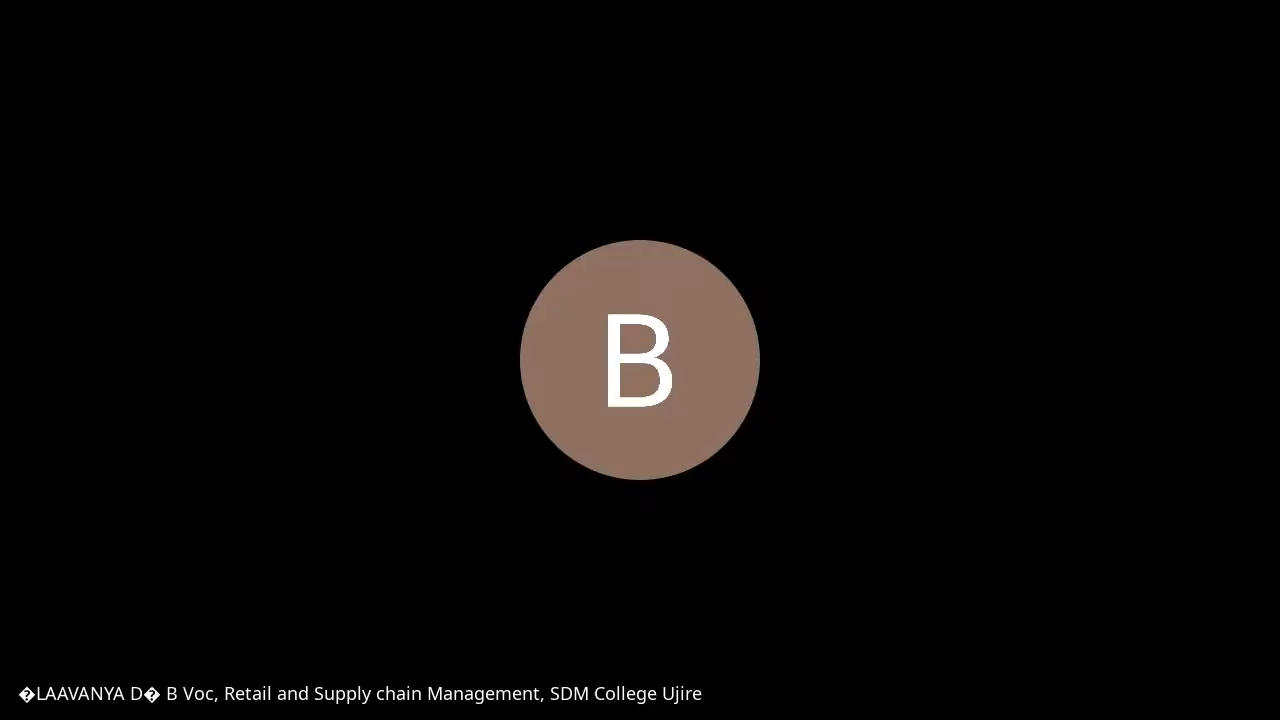 B
�LAAVANYA D� B Voc, Retail and Supply chain Management, SDM College Ujire